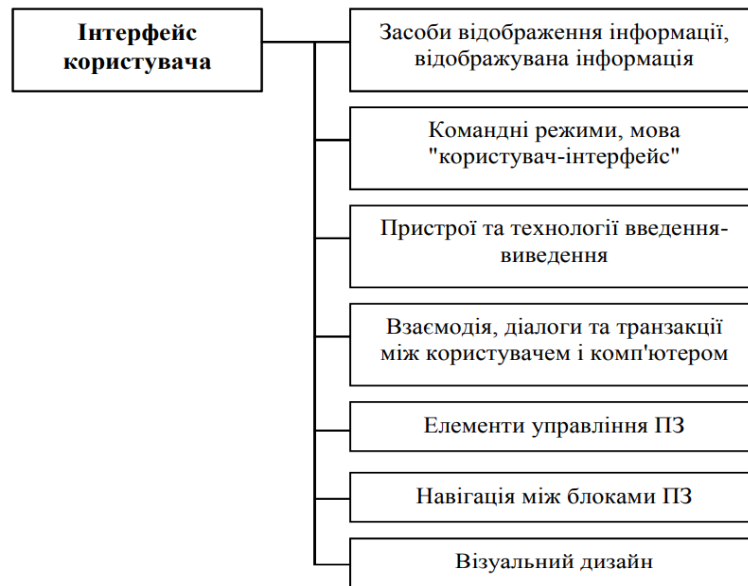 Інтерфейс
користувача
Засоби відображення інформації,
відображувана інформація
Командні режими, мова
"користувач-інтерфейс"
Пристрої та технології введення-
виведення
Взаємодія, діалоги та транзакції
між користувачем і комп'ютером
Елементи управління ПЗ
Навігація між блоками ПЗ
Візуальний дизайн